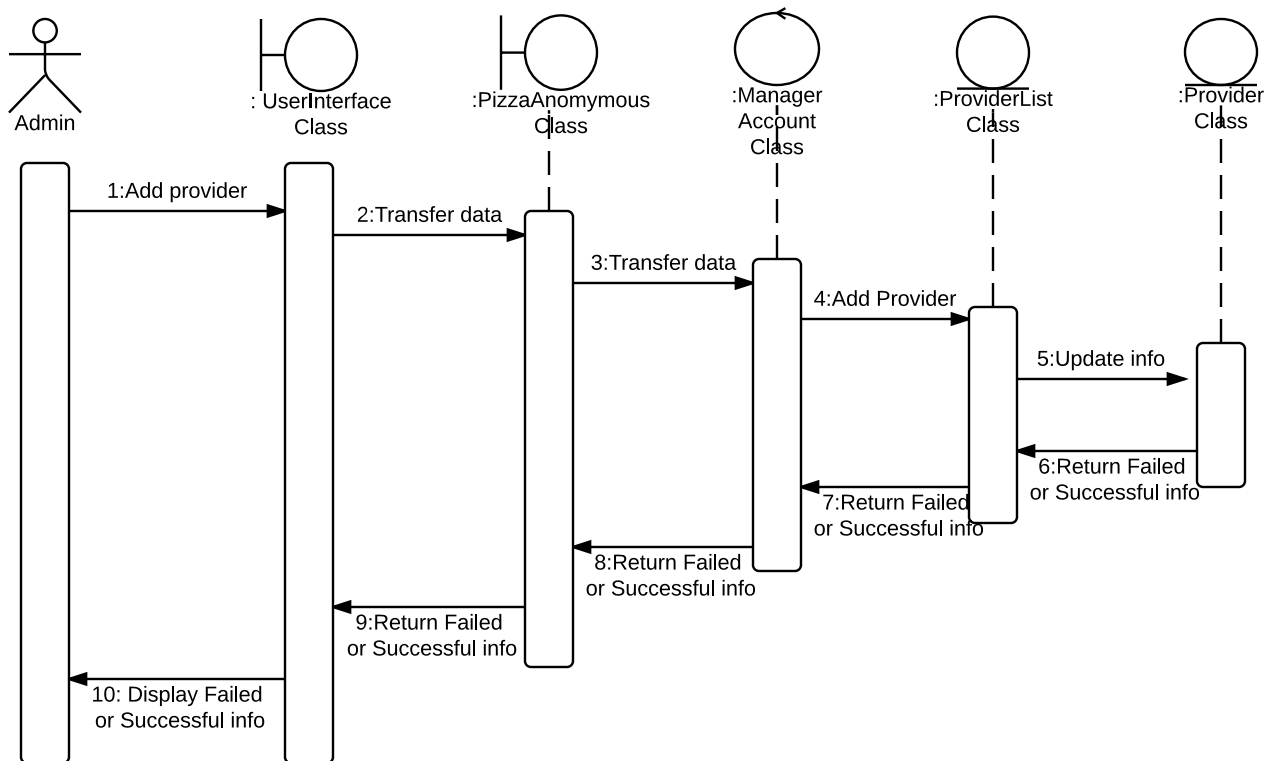 Admin
: UserInterface
Class
:PizzaAnomymous
Class
:Manager
Account
Class
:ProviderList
Class
:Provider
Class
1:Add provider
2:Transfer data
3:Transfer data
4:Add Provider
5:Update info
6:Return Failed
or Successful info
7:Return Failed
or Successful info
8:Return Failed
or Successful info
9:Return Failed
or Successful info
10: Display Failed
or Successful info